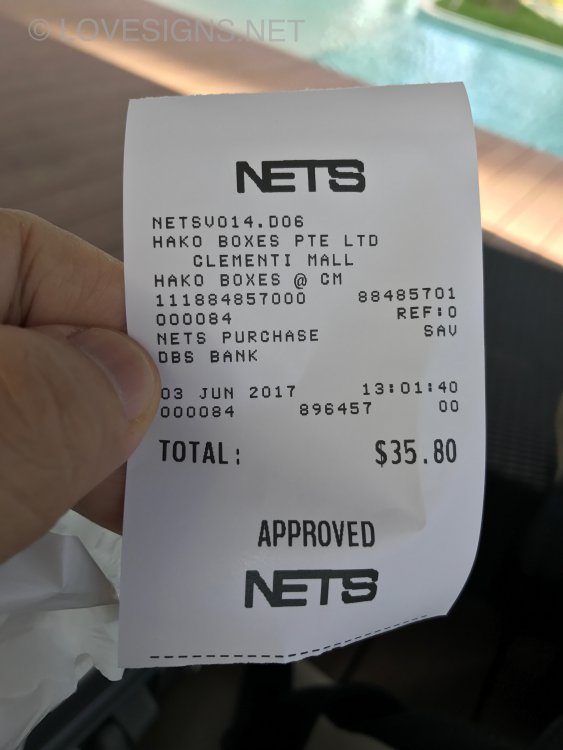 © LOVESIGNS.NET
NETS
NETSV014.D06
HAKO BOXES PTE LTD
CLEMENTI MALL
HAKO BOXES @ CM
111884857000 88485701
000084 REF:0
NETS PURCHASE SAV
DBS BANK
03 JUN 2017 13:01:40
000084 896457 00
TOTAL: $35.80
APPROVED
NETS